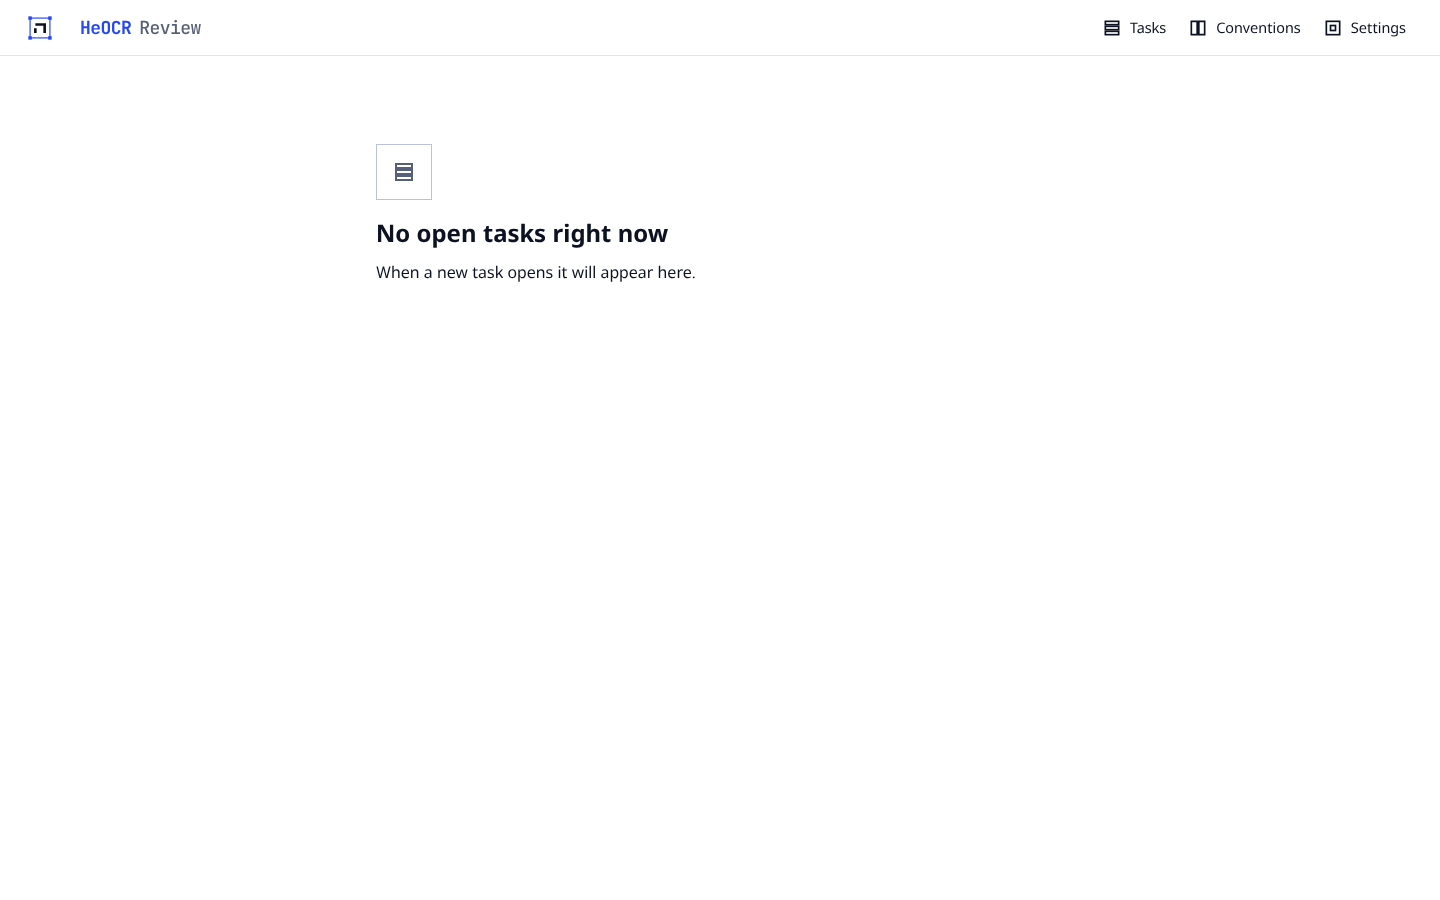 HeOCR Review
Tasks
Conventions
Settings
No open tasks right now
When a new task opens it will appear here.